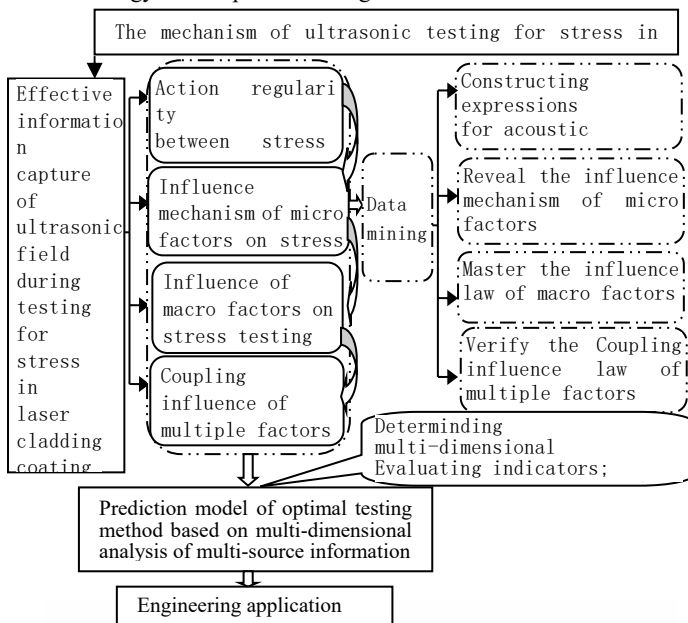 The mechanism of ultrasonic testing for stress in
Effective
informatio
n
capture
of
ultrasonic
field
during
testing
for
stress
in
laser
cladding
coating
Action regulari
ty
between stress
Influence
mechanism of micro
factors on stress
Influence of
macro factors on
stress testing
Coupling
influence of
multiple factors
Data
mining
Constructing
expressions
for acoustic
Reveal the influence
mechanism of micro
factors
Master the influence
law of macro factors
Verify the Coupling
influence law of
multiple factors
Determinding
multi-dimensional
Evaluating indicators;
Prediction model of optimal testing
method based on multi-dimensional
analysis of multi-source information
Engineering application